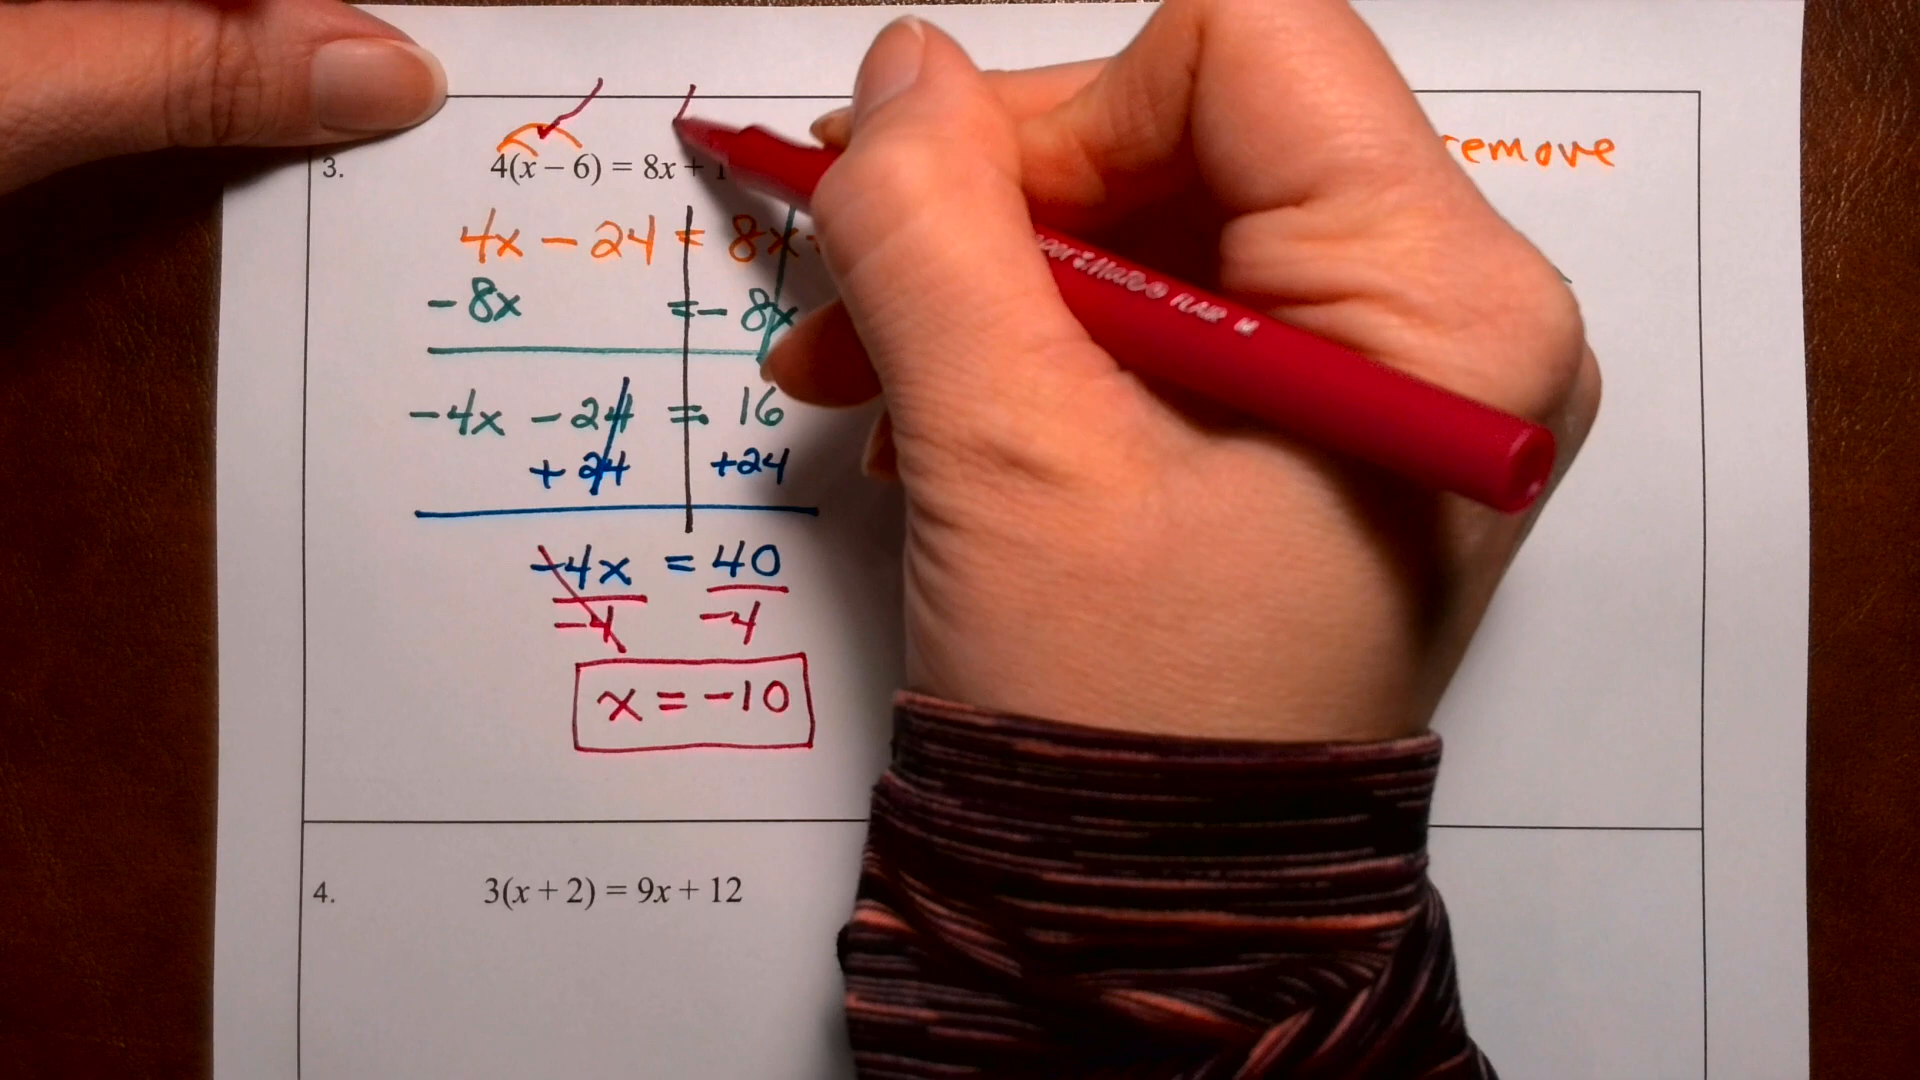 remove
3. 4(x – 6) = 8x + 1
4x – 24 = 8x
– 8x = – 8x
– 4x – 24 = 16
+ 24 +24
–4x = 40
–4 –4
x = –10
4. 3(x + 2) = 9x + 12
FLAIR M